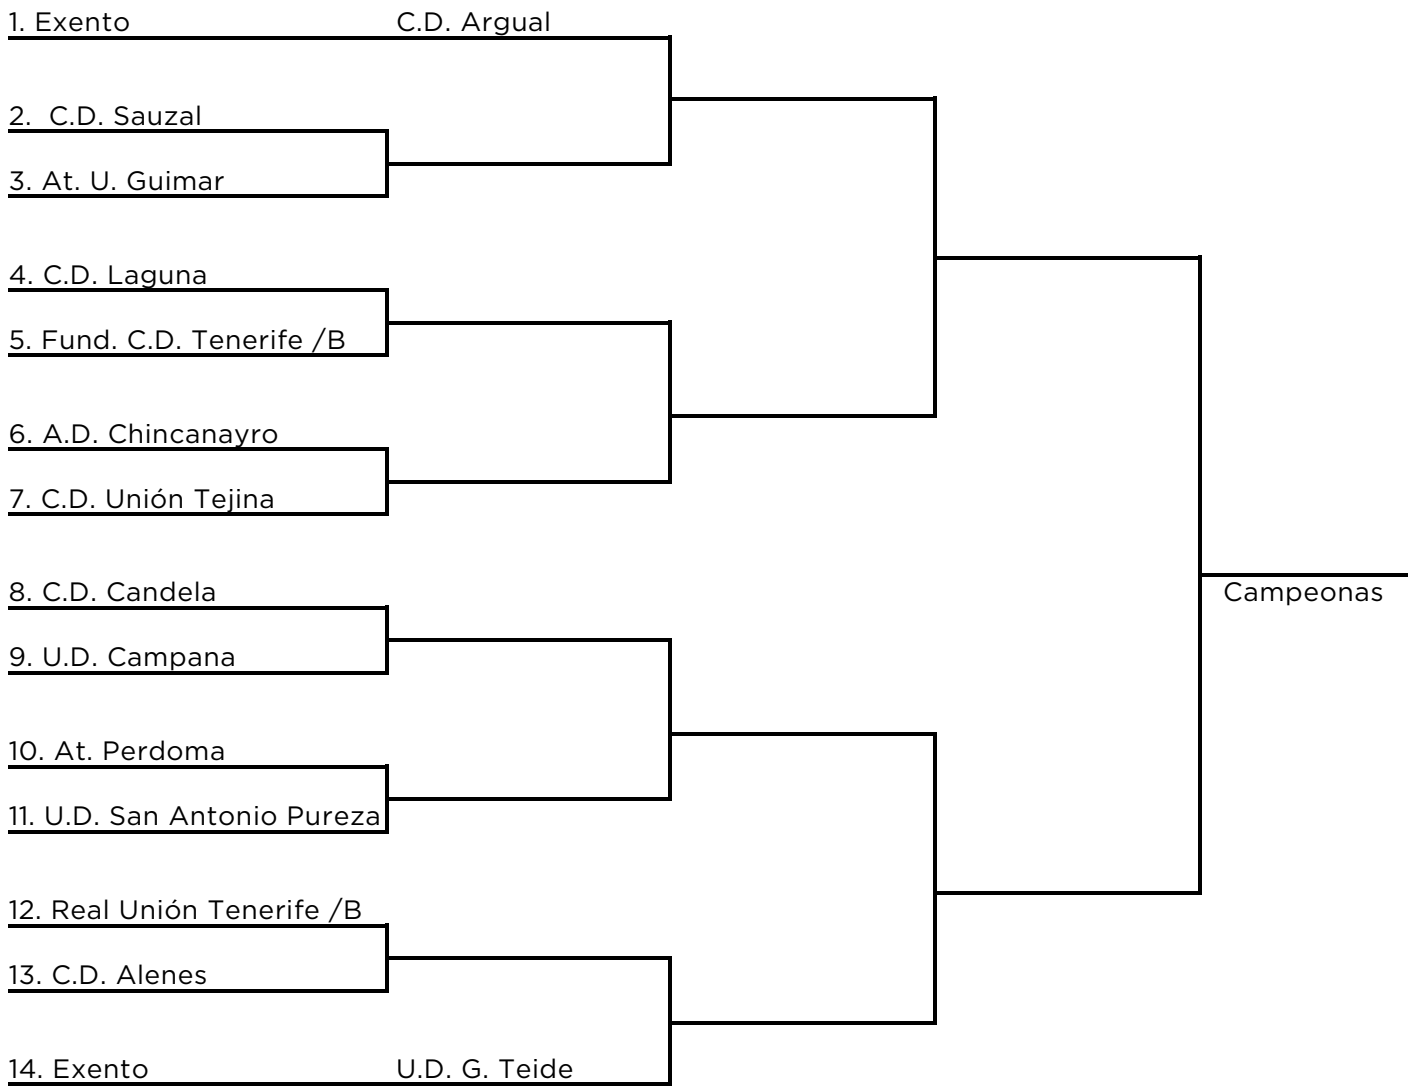 1. Exento C.D. Argual
2. C.D. Sauzal
3. At. U. Guimar
4. C.D. Laguna
5. Fund. C.D. Tenerife /B
6. A.D. Chincanayro
7. C.D. Unión Tejina
8. C.D. Candela
Campeonas
9. U.D. Campana
10. At. Perdoma
11. U.D. San Antonio Pureza
12. Real Unión Tenerife /B
13. C.D. Alenes
14. Exento U.D. G. Teide